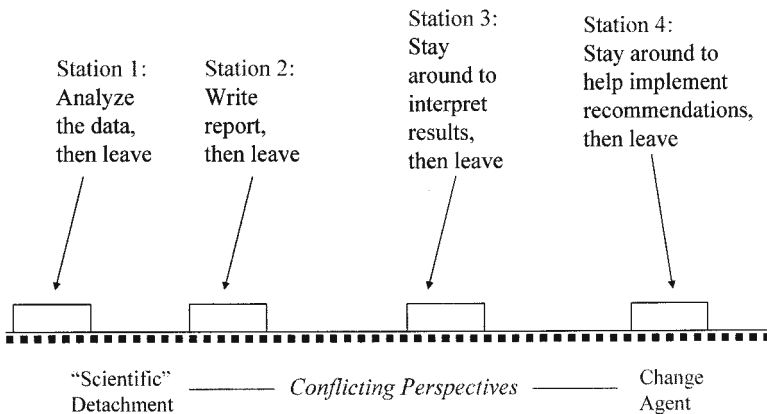 Station 1:
Analyze
the data,
then leave
Station 2:
Write
report,
then leave
Station 3:
Stay
around to
interpret
results,
then leave
Station 4:
Stay around to
help implement
recommendations,
then leave
“Scientific”
Detachment
Conflicting Perspectives
Change
Agent